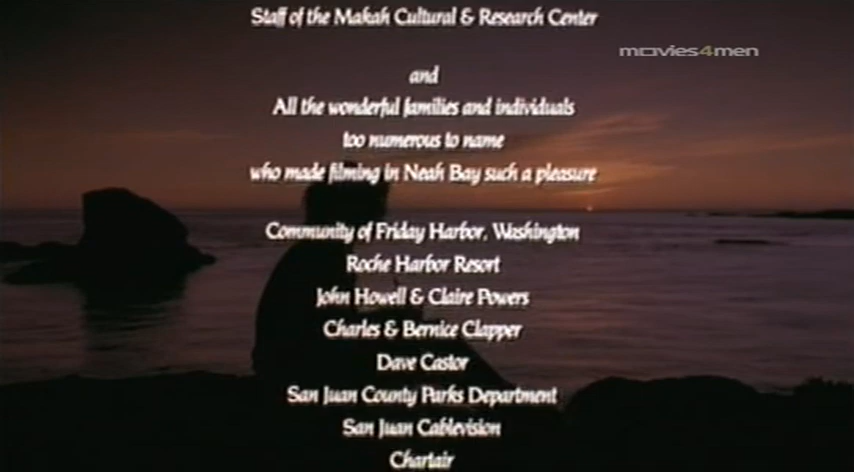 Staff of the Makah Cultural & Research Center
movies4men
and
All the wonderful families and individuals
too numerous to name
who made filming in Neah Bay such a pleasure
Community of Friday Harbor, Washington
Roche Harbor Resort
John Howell & Claire Powers
Charles & Bernice Clapper
Dave Castor
San Juan County Parks Department
San Juan Cablevision
Chartair